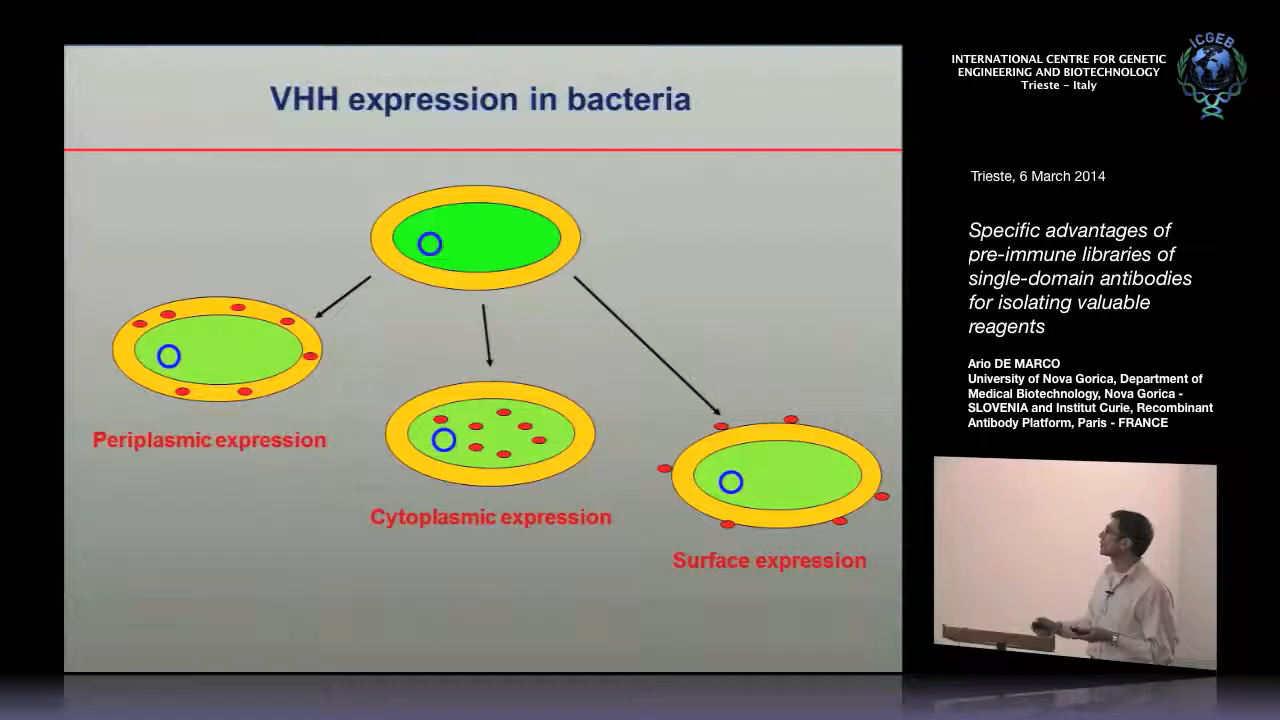 VHH expression in bacteria
Periplasmic expression
Cytoplasmic expression
Surface expression
INTERNATIONAL CENTRE FOR GENETIC
ENGINEERING AND BIOTECHNOLOGY
Trieste - Italy
ICGEB
Trieste, 6 March 2014
Specific advantages of
pre-immune libraries of
single-domain antibodies
for isolating valuable
reagents
Ario DE MARCO
University of Nova Gorica, Department of
Medical Biotechnology, Nova Gorica -
SLOVENIA and Institut Curie, Recombinant
Antibody Platform, Paris - FRANCE